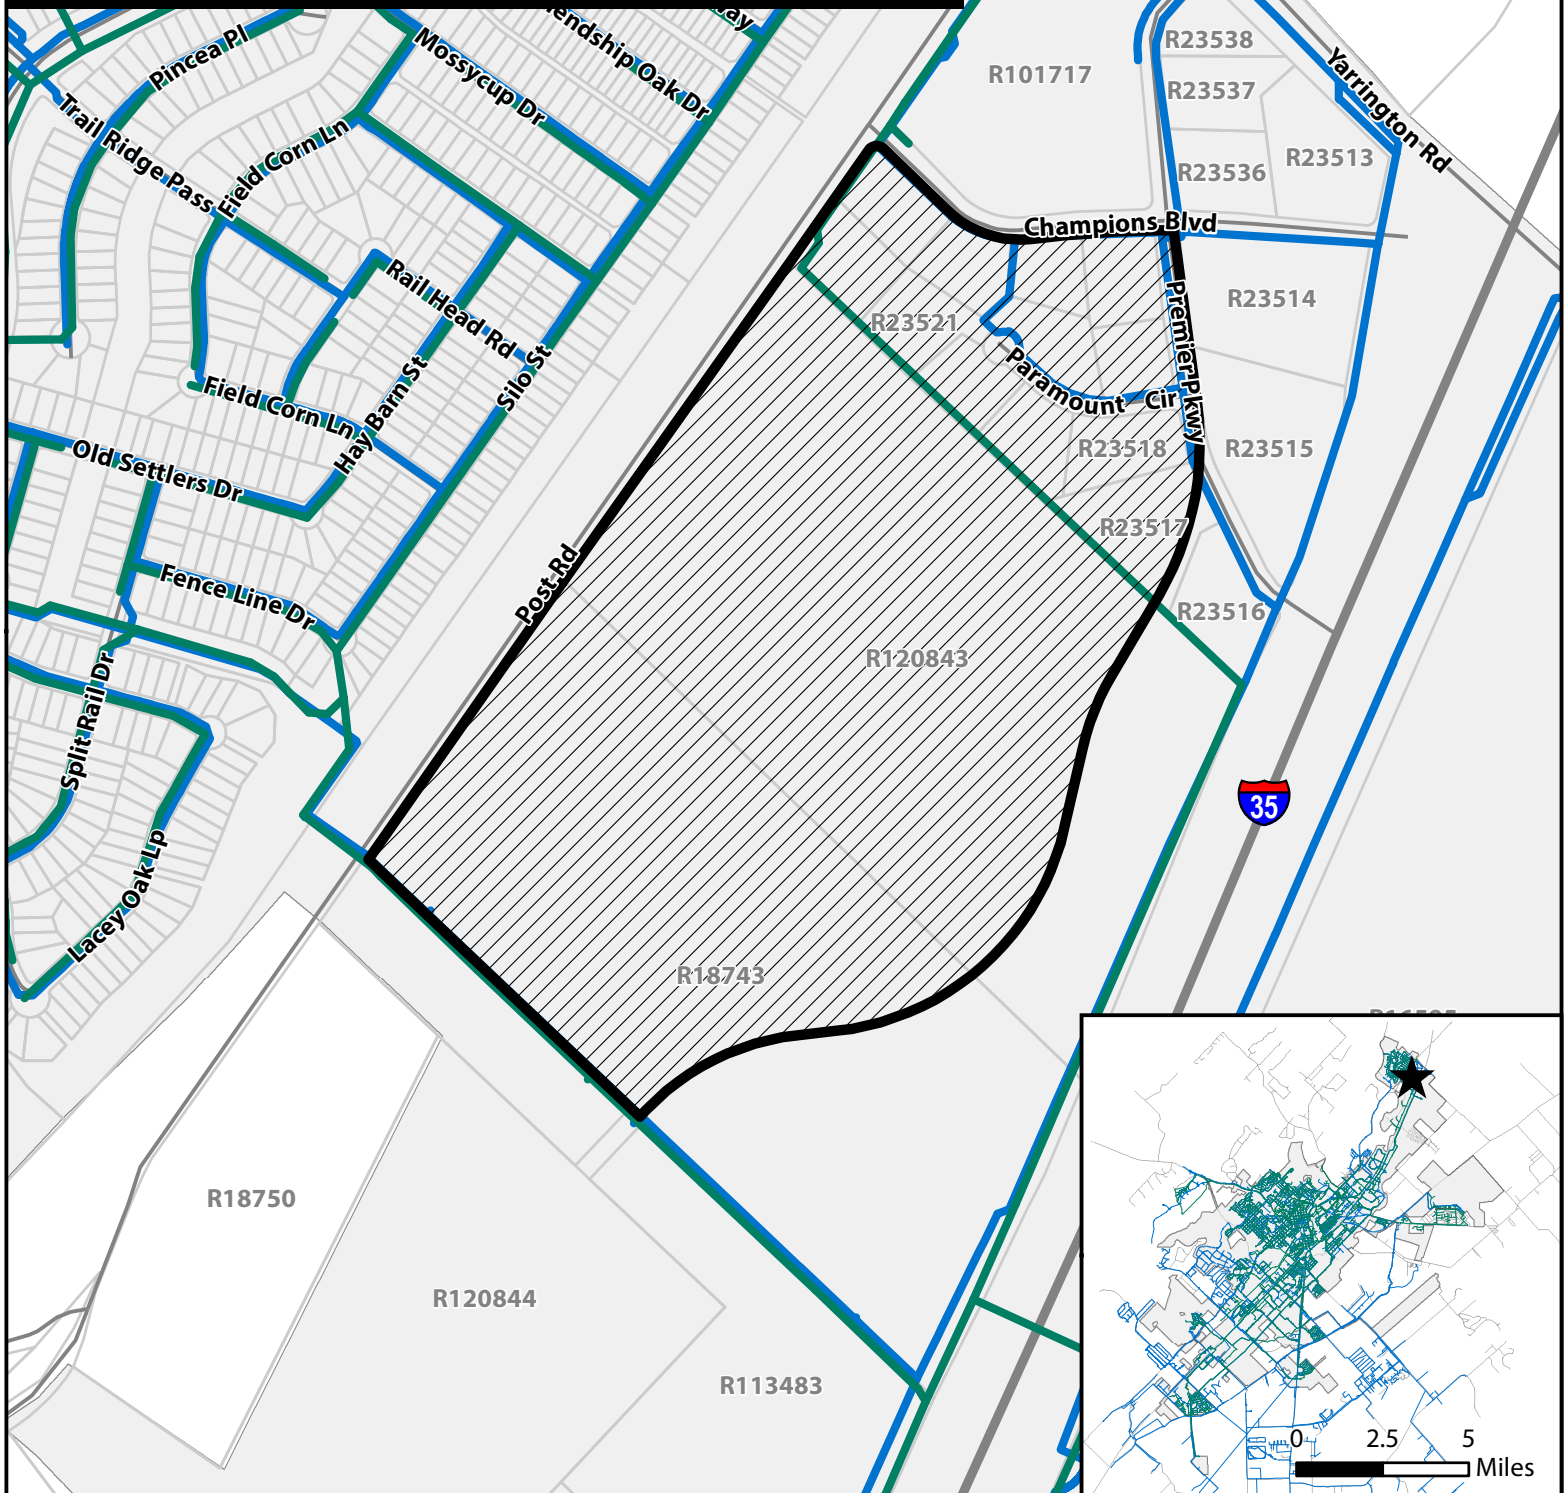 way
endship Oak Dr
Pincea Pl
Mossycup Dr
R23538
R101717
Yarrington Rd
R23537
Trail Ridge Pass
Field Corn Ln
R23513
R23536
Champions Blvd
Rail Head Rd
R23514
R23521
Premier Pkwy
Paramount Cir
Silo St
Field Corn Ln
Hay Barn St
R23518
R23515
Old Settlers Dr
R23517
Post Rd
Fence Line Dr
R23516
R120843
Split Rail Dr
35
Lacey Oak Lp
R18743
R18750
R120844
R113483
0 2.5 5
Miles